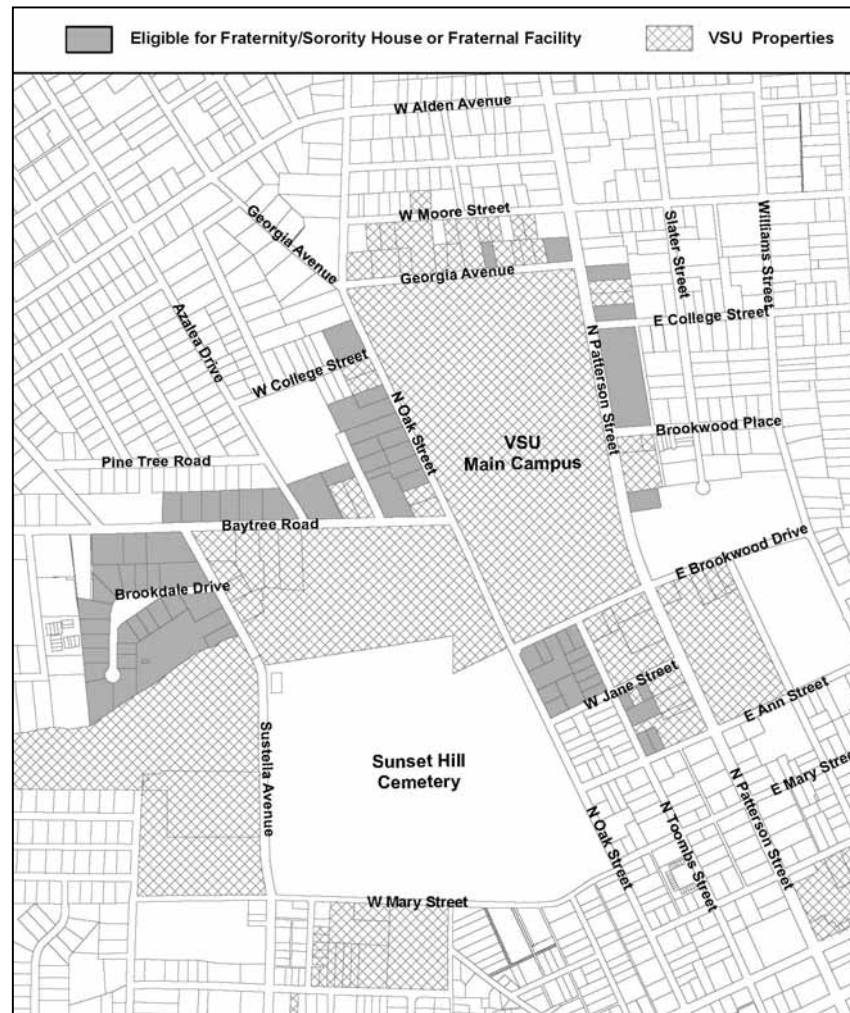 Eligible for Fraternity/Sorority House or Fraternal Facility
VSU Properties
W Alden Avenue
W Moore Street
Georgia Avenue
Georgia Avenue
Slater Street
Williams Street
Azalea Drive
W College Street
N Oak Street
N Patterson Street
E College Street
VSU
Main Campus
Brookwood Place
Pine Tree Road
Baytree Road
Brookdale Drive
E Brookwood Drive
W Jane Street
E Ann Street
Sustella Avenue
Sunset Hill
Cemetery
E Mary Street
N Oak Street
N Toombs Street
N Patterson Street
W Mary Street